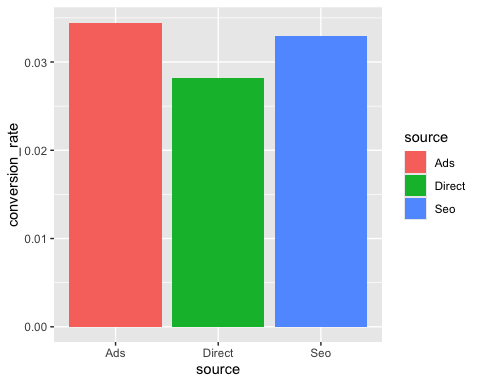 conversion_rate
0.03
0.02
0.01
0.00
Ads
Direct
Seo
source
source
Ads
Direct
Seo